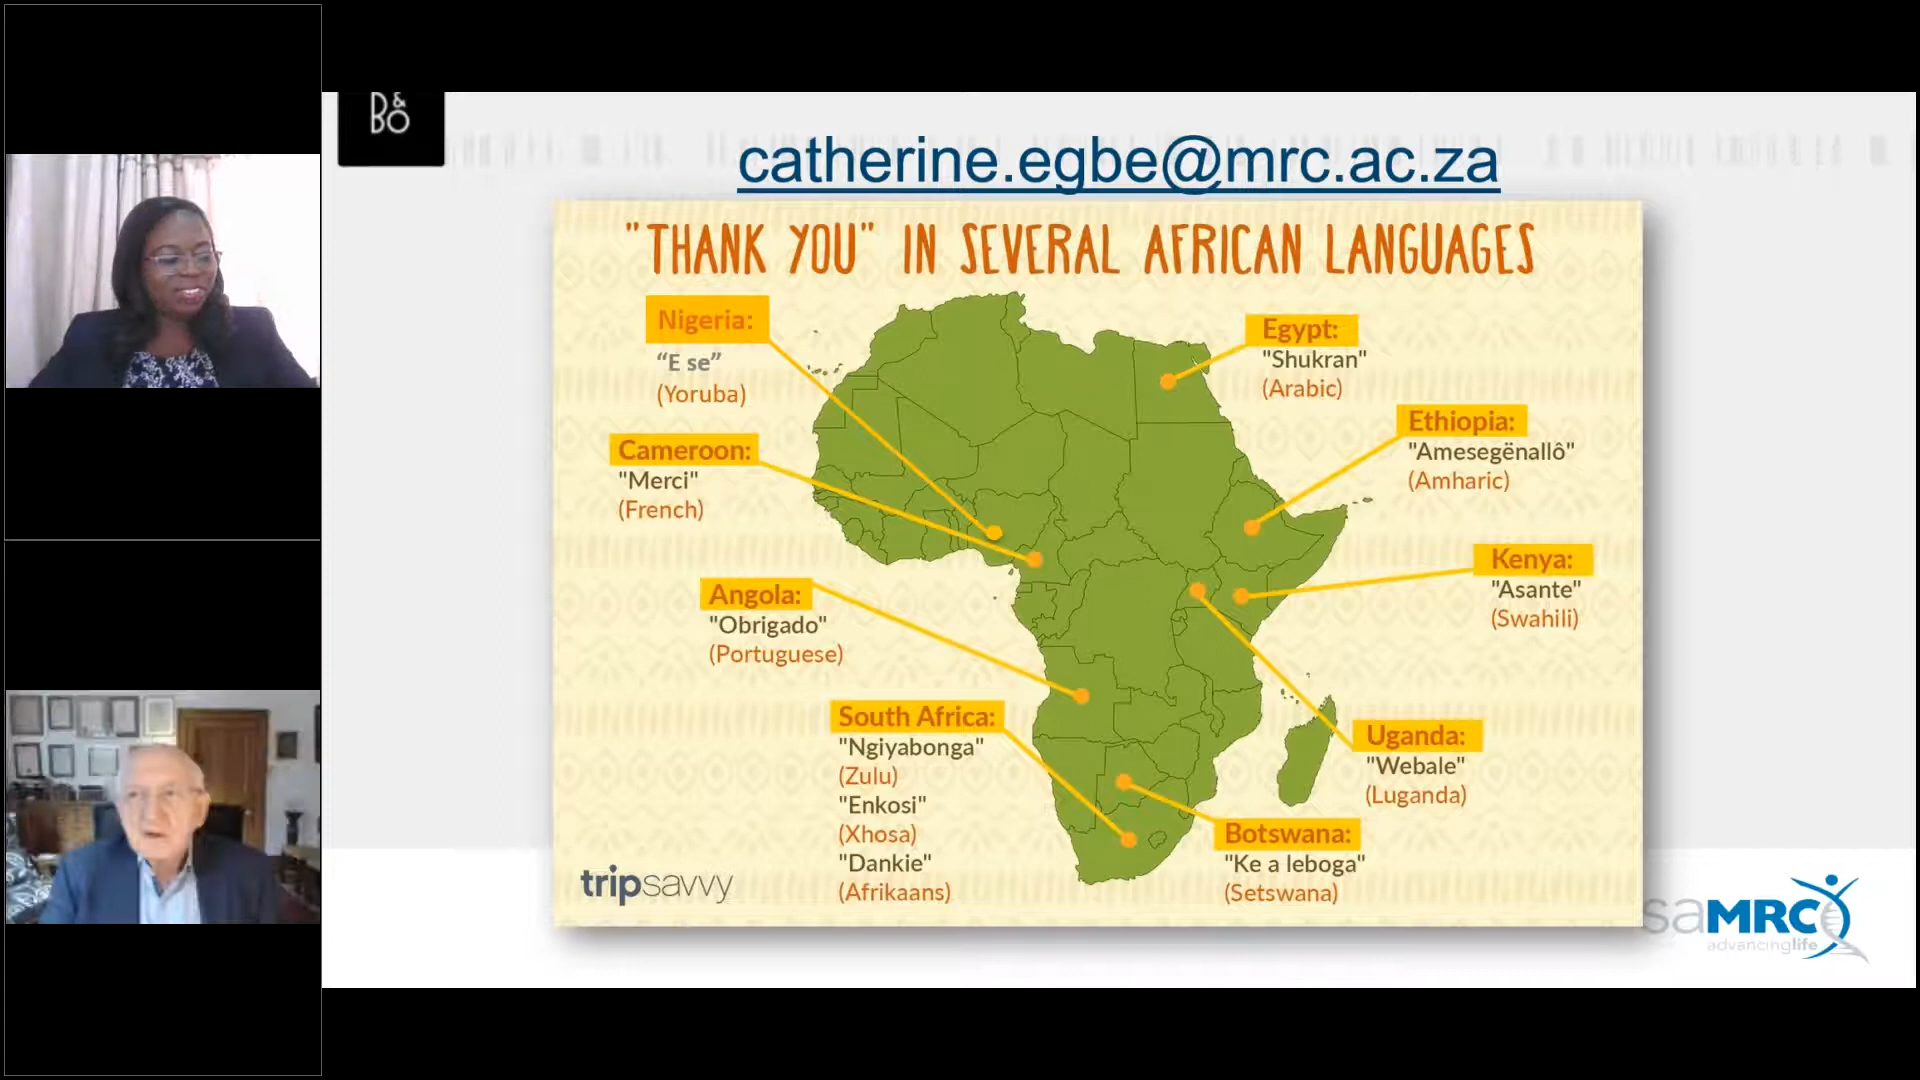 B&
BO
catherine.egbe@mrc.ac.za
"THANK YOU" IN SEVERAL AFRICAN LANGUAGES
Nigeria:
“E se”
(Yoruba)
Cameroon:
"Merci"
(French)
Angola:
"Obrigado"
(Portuguese)
South Africa:
"Ngiyabonga"
(Zulu)
"Enkosi"
(Xhosa)
"Dankie"
(Afrikaans)
Egypt:
"Shukran"
(Arabic)
Ethiopia:
"Amesegënallô"
(Amharic)
Kenya:
"Asante"
(Swahili)
Uganda:
"Webale"
(Luganda)
Botswana:
"Ke a leboga"
(Setswana)
tripsavvy
saMRC
advancinglife